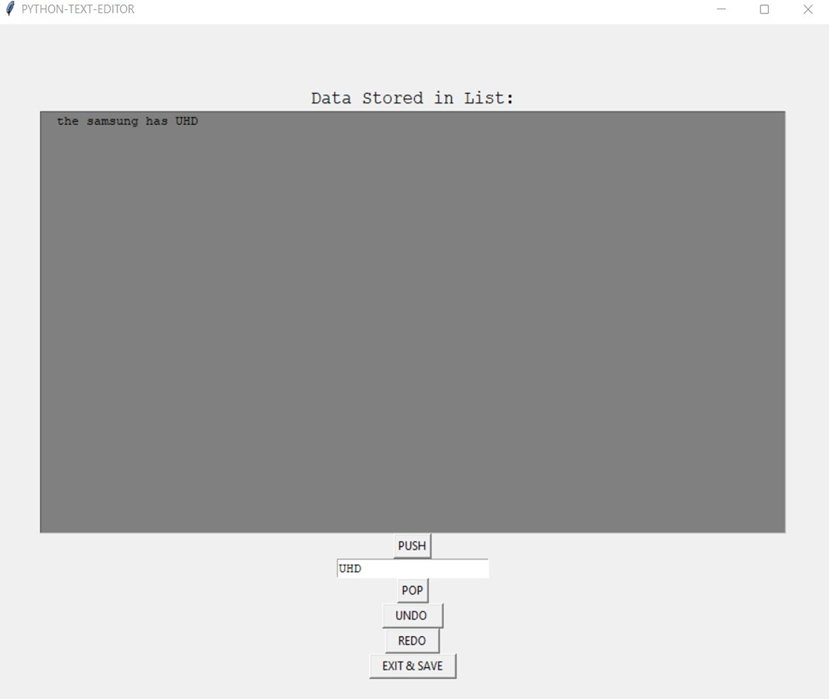 PYTHON-TEXT-EDITOR
Data Stored in List:
the samsung has UHD
PUSH
UHD
POP
UNDO
REDO
EXIT & SAVE